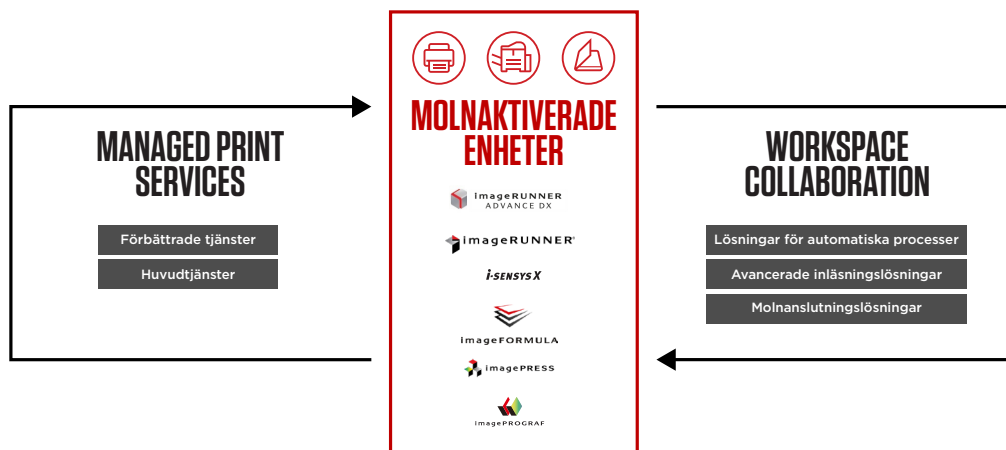 MANAGED PRINT
SERVICES
Förbättrade tjänster
Huvudtjänster
MOLNAKTIVERADE
ENHETER
imageRUNNER
ADVANCE DX
imageRUNNER®
i-SENSYS X
imageFORMULA
imagePRESS
imagePROGRAF
WORKSPACE
COLLABORATION
Lösningar för automatiska processer
Avancerade inläsningslösningar
Molnanslutningslösningar